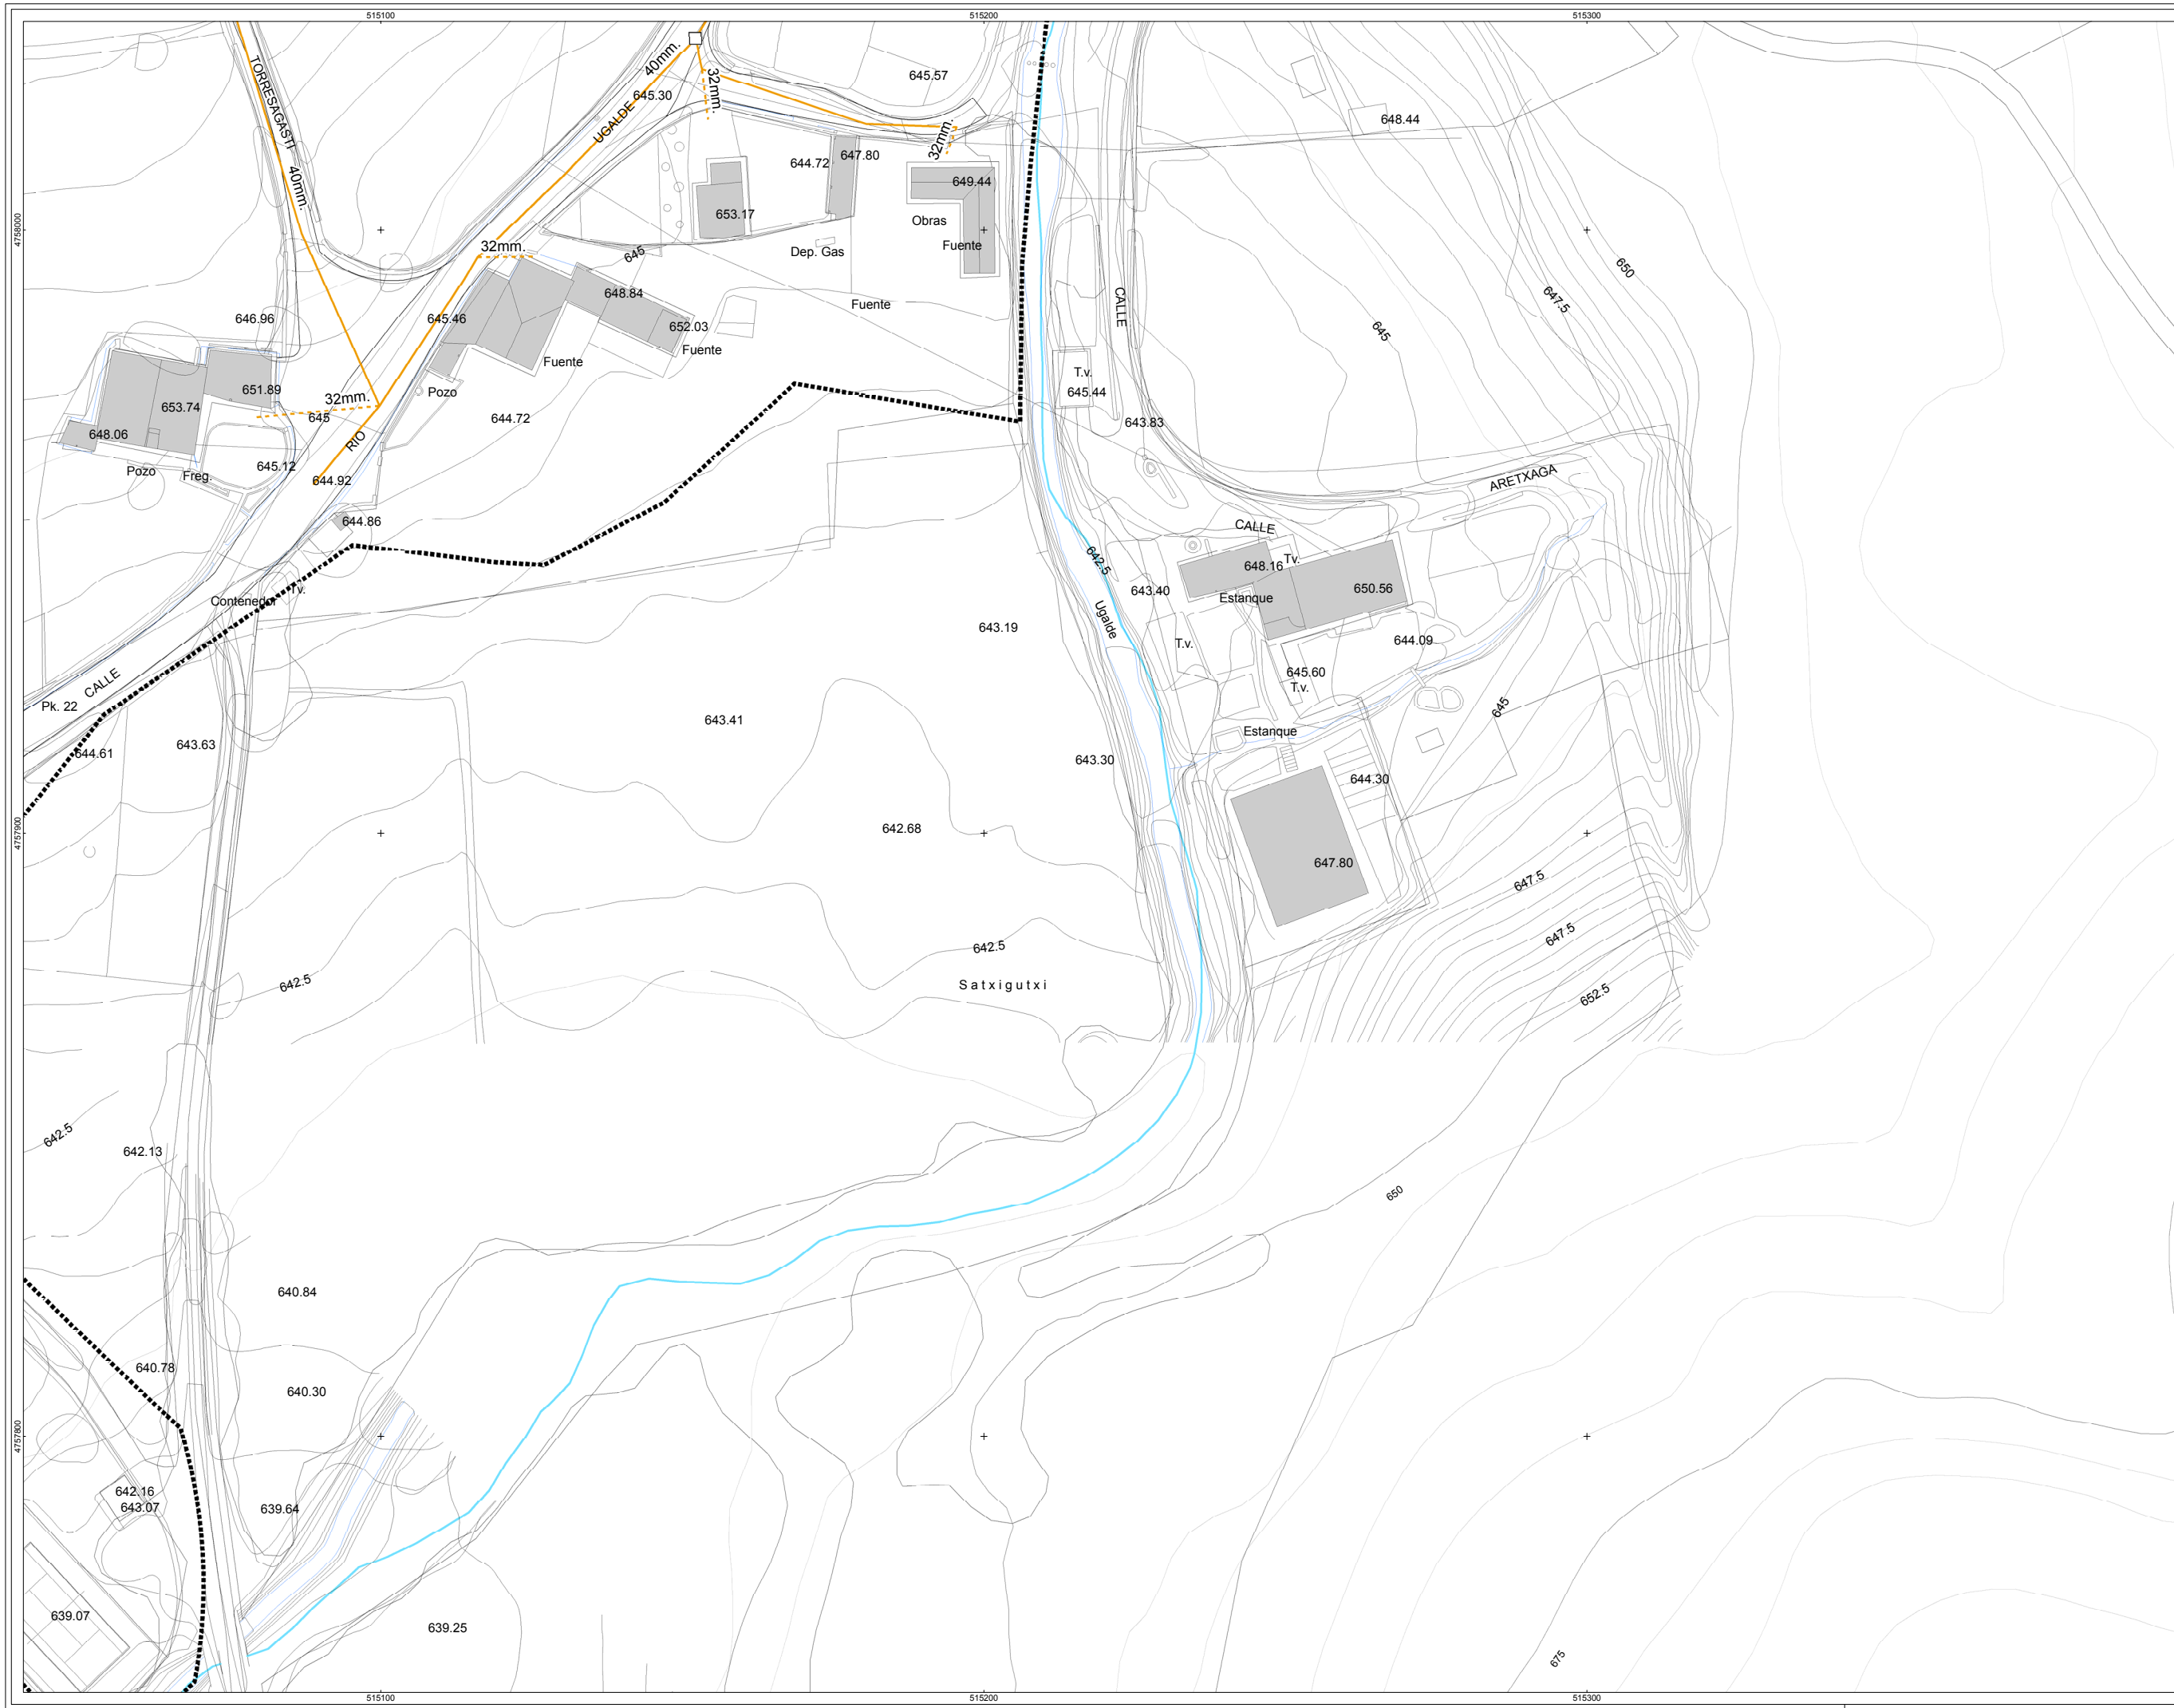 515100
515200
515300
40mm.
645.30
32mm.
645.57
TORRESAGASTI
UGALDE
648.44
40mm.
644.72
647.80
32mm.
649.44
653.17
Obras
4758000
32mm.
645
Dep. Gas
Fuente
650
647.5
648.84
Fuente
CALLE
646.96
645.46
652.03
645
Fuente
Fuente
T.v.
651.89
Pozo
645.44
32mm.
653.74
645
644.72
643.83
648.06
RIO
Pozo
Freg.
645.12
644.92
ARETXAGA
644.86
CALLE
642.5
Tv.
648.16
650.56
Tv.
643.40
Contenedor
Estanque
Ugalde
643.19
T.v.
644.09
645.60
CALLE
T.v.
Pk. 22
645
643.41
Estanque
643.63
644.61
643.30
644.30
4757900
642.68
647.80
647.5
642.5
647.5
642.5
Satxigutxi
652.5
642.5
642.13
650
640.84
640.78
640.30
4757800
642.16
643.07
639.64
639.07
639.25
675
515100
515200
515300